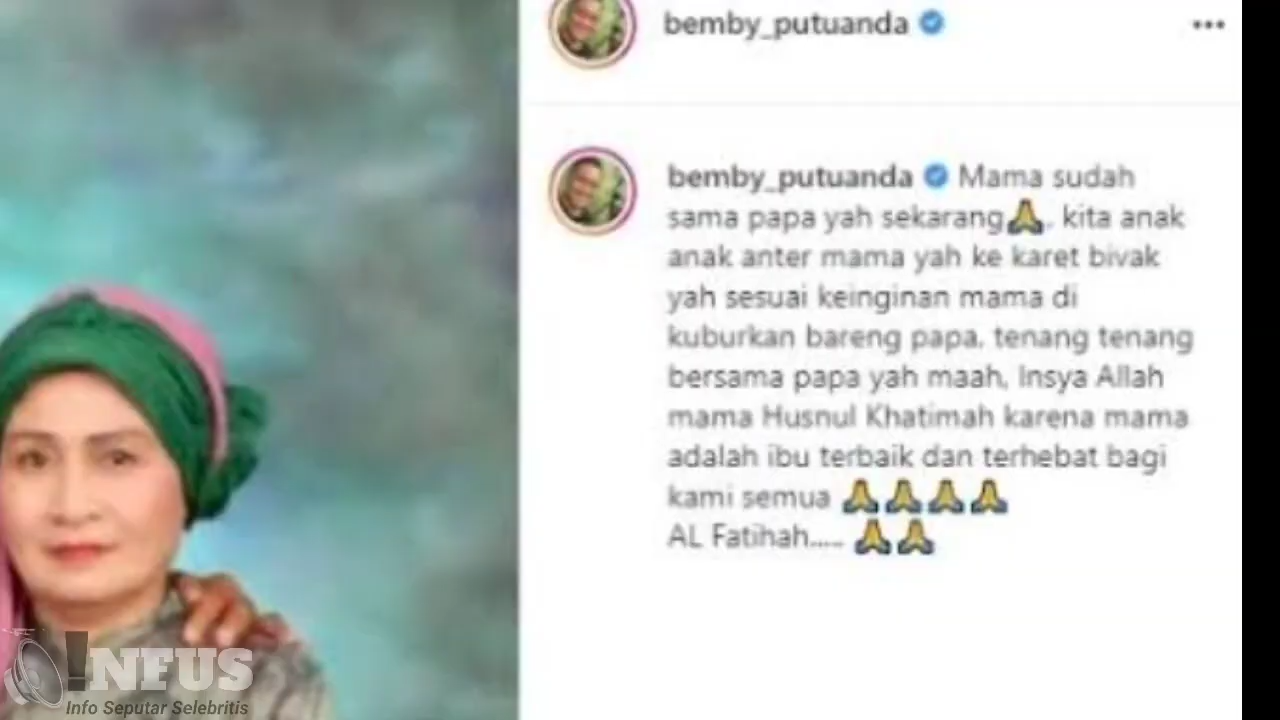 bemby_putuanda
bemby_putuanda Mama sudah
sama papa yah sekarang🙏. kita anak
anak anter mama yah ke karet bivak
yah sesuai keinginan mama di
kuburkan bareng papa, tenang tenang
bersama papa yah maah, Insya Allah
mama Husnul Khatimah karena mama
adalah ibu terbaik dan terhebat bagi
kami semua 🙏🙏🙏🙏
AL Fatihah..... 🙏🙏
!NFUS
Info Seputar Selebritis